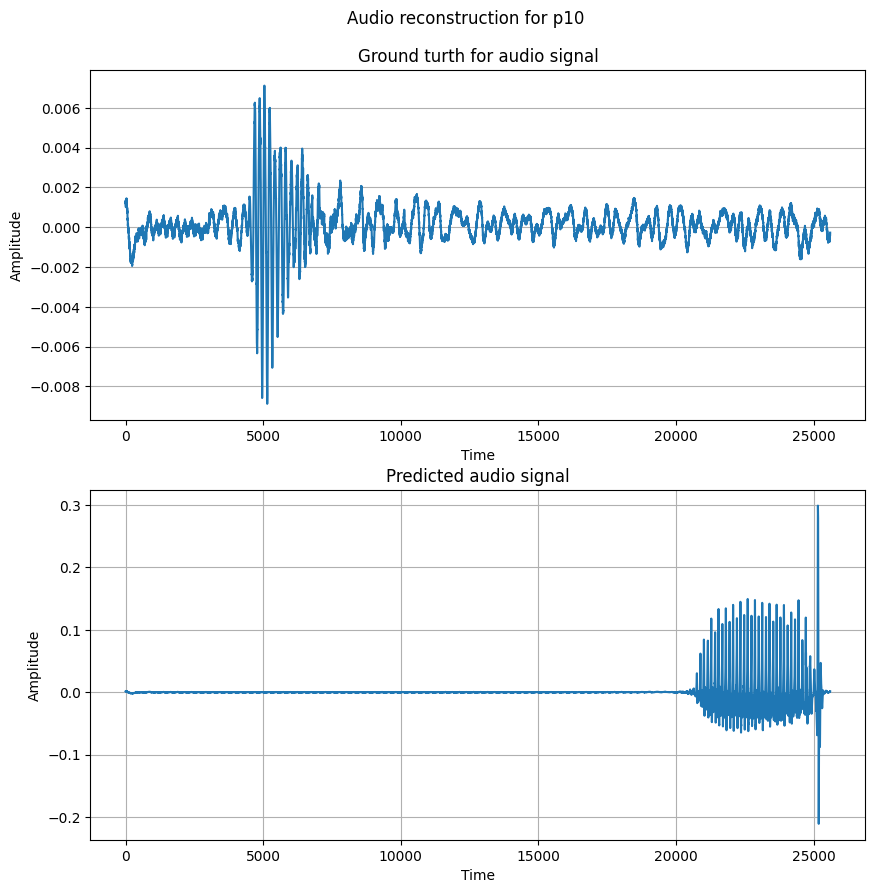 Audio reconstruction for p10
Ground turth for audio signal
0.006
0.004
0.002
0.000
−0.002
−0.004
−0.006
−0.008
Amplitude
0 5000 10000 15000 20000 25000
Time
Predicted audio signal
0.3
0.2
0.1
0.0
−0.1
−0.2
Amplitude
0 5000 10000 15000 20000 25000
Time